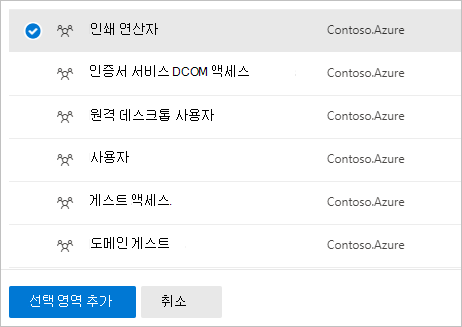 인쇄 연산자 Contoso.Azure
인증서 서비스 DCOM 액세스
원격 데스크톱 사용자 Contoso.Azure
사용자 Contoso.Azure
게스트 액세스. Contoso.Azure
도메인 게스트 Contoso.Azure
선택 영역 추가 취소